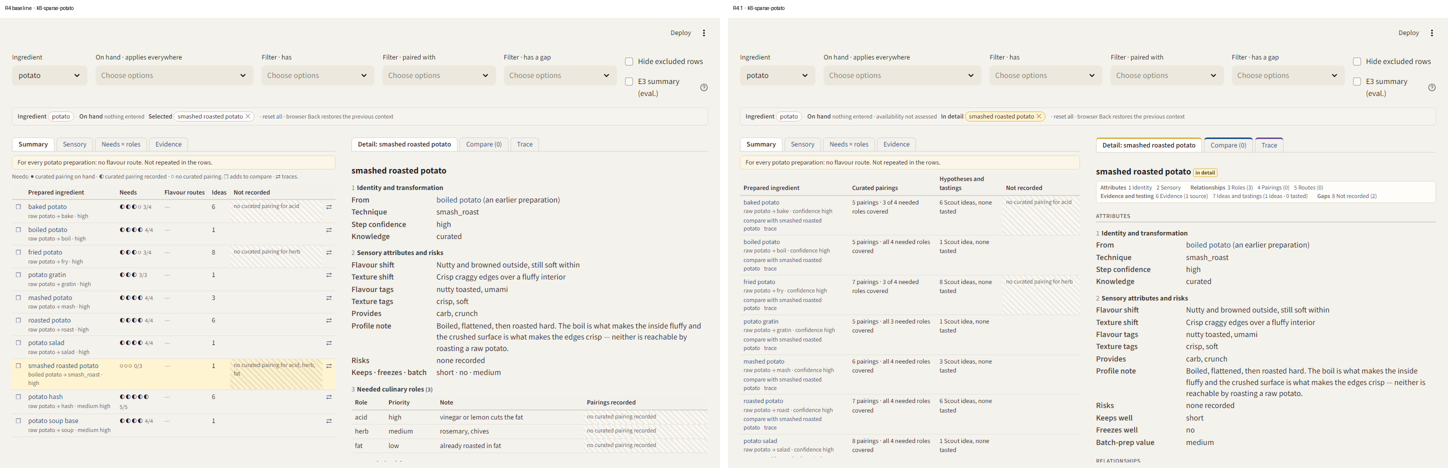 R4 baseline · k6-sparse-potato
Deploy
Ingredient
On hand · applies everywhere
Filter · has
Filter · paired with
Filter · has a gap
Hide excluded rows
potato
Choose options
Choose options
Choose options
Choose options
E3 summary (eval.)
Ingredient potato On hand nothing entered Selected smashed roasted potato × · reset all · browser Back restores the previous context
Summary
Sensory
Needs × roles
Evidence
For every potato preparation: no flavour route. Not repeated in the rows.
Needs: ● curated pairing on hand · ◐ curated pairing recorded · ○ no curated pairing. ❐ adds to compare · ⇄ traces.
Prepared ingredient Needs Flavour routes Ideas Not recorded
baked potato 3/4 — 6 no curated pairing for acid
raw potato → bake · high
boiled potato 4/4 — 1
raw potato → boil · high
fried potato 3/4 — 8 no curated pairing for herb
raw potato → fry · high
potato gratin 3/3 — 1
raw potato → gratin · high
mashed potato 4/4 — 3
raw potato → mash · high
roasted potato 4/4 — 6
raw potato → roast · high
potato salad 4/4 — 1
raw potato → salad · high
smashed roasted potato ○○○ 0/3 — 1 no curated pairing for acid, herb, fat
boiled potato → smash_roast · high
potato hash 5/5 — 6
raw potato → hash · medium high
potato soup base 4/4 — 1
raw potato → soup · medium high
Detail: smashed roasted potato
Compare (0)
Trace
smashed roasted potato
1 Identity and transformation
From boiled potato (an earlier preparation)
Technique smash_roast
Step confidence high
Knowledge curated
2 Sensory attributes and risks
Flavour shift Nutty and browned outside, still soft within
Texture shift Crisp craggy edges over a fluffy interior
Flavour tags nutty toasted, umami
Texture tags crisp, soft
Provides carb, crunch
Profile note Boiled, flattened, then roasted hard. The boil is what makes the inside fluffy and
the crushed surface is what makes the edges crisp — neither is reachable by
roasting a raw potato.
Risks none recorded
Keeps · freezes · batch short · no · medium
3 Needed culinary roles (3)
Role Priority Note Pairings recorded
acid high vinegar or lemon cuts the fat no curated pairing recorded
herb medium rosemary, chives no curated pairing recorded
fat low already roasted in fat no curated pairing recorded
R4.1 · k6-sparse-potato
Deploy
Ingredient
On hand · applies everywhere
Filter · has
Filter · paired with
Filter · has a gap
Hide excluded rows
potato
Choose options
Choose options
Choose options
Choose options
E3 summary (eval.)
Ingredient potato On hand nothing entered · availability not assessed In detail smashed roasted potato × · reset all · browser Back restores the previous context
Summary
Sensory
Needs × roles
Evidence
For every potato preparation: no flavour route. Not repeated in the rows.
Prepared ingredient Curated pairings Hypotheses and tastings Not recorded
baked potato 5 pairings · 3 of 4 needed roles covered 6 Scout ideas, none tasted no curated pairing for acid
raw potato → bake · confidence high
compare with smashed roasted
potato trace
boiled potato 5 pairings · all 4 needed roles covered 1 Scout idea, none tasted
raw potato → boil · confidence high
compare with smashed roasted
potato trace
fried potato 7 pairings · 3 of 4 needed roles covered 8 Scout ideas, none tasted no curated pairing for herb
raw potato → fry · confidence high
compare with smashed roasted
potato trace
potato gratin 5 pairings · all 3 needed roles covered 1 Scout idea, none tasted
raw potato → gratin · confidence high
compare with smashed roasted
potato trace
mashed potato 6 pairings · all 4 needed roles covered 3 Scout ideas, none tasted
raw potato → mash · confidence high
compare with smashed roasted
potato trace
roasted potato 7 pairings · all 4 needed roles covered 6 Scout ideas, none tasted
raw potato → roast · confidence high
compare with smashed roasted
potato trace
potato salad 8 pairings · all 4 needed roles covered 1 Scout idea, none tasted
raw potato → salad · confidence high
Detail: smashed roasted potato
Compare (0)
Trace
smashed roasted potato In detail
Attributes 1 Identity 2 Sensory Relationships 3 Roles (3) 4 Pairings (0) 5 Routes (0)
Evidence and testing 6 Evidence (1 source) 7 Ideas and tastings (1 ideas · 0 tasted) Gaps 8 Not recorded (2)
ATTRIBUTES
1 Identity and transformation
From boiled potato (an earlier preparation)
Technique smash_roast
Step confidence high
Knowledge curated
2 Sensory attributes and risks
Flavour shift Nutty and browned outside, still soft within
Texture shift Crisp craggy edges over a fluffy interior
Flavour tags nutty toasted, umami
Texture tags crisp, soft
Provides carb, crunch
Profile note Boiled, flattened, then roasted hard. The boil is what makes the inside
fluffy and the crushed surface is what makes the edges crisp — neither is
reachable by roasting a raw potato.
Risks none recorded
Keeps well short
Freezes well no
Batch-prep value medium
RELATIONSHIPS